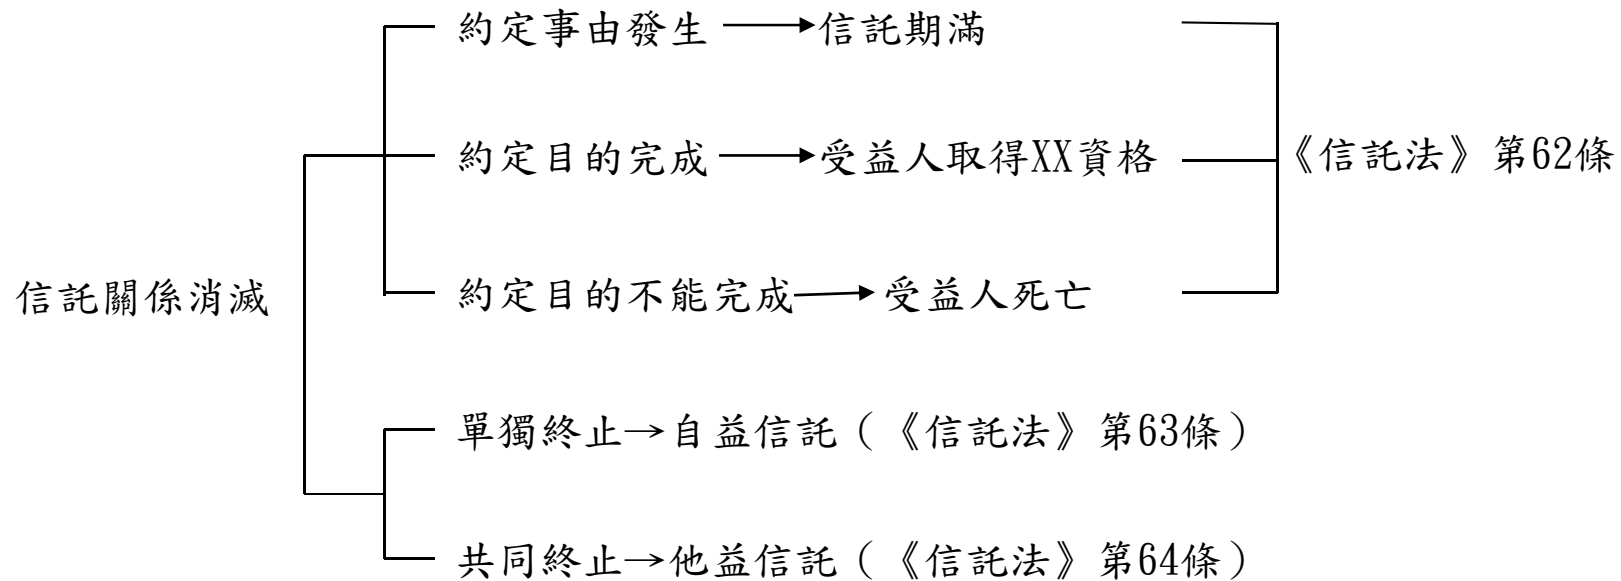 約定事由發生→信託期滿
約定目的完成→受益人取得XX資格
《信託法》第62條
約定目的不能完成→受益人死亡
信託關係消滅
單獨終止→自益信託(《信託法》第63條)
共同終止→他益信託(《信託法》第64條)